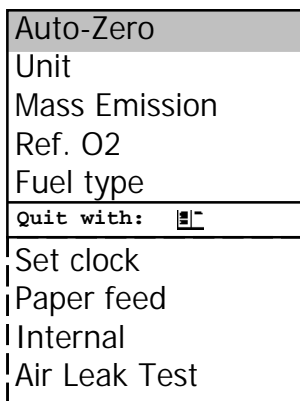 Auto-Zero
Unit
Mass Emission
Ref. O2
Fuel type
Quit with:
Set clock
Paper feed
Internal
Air Leak Test